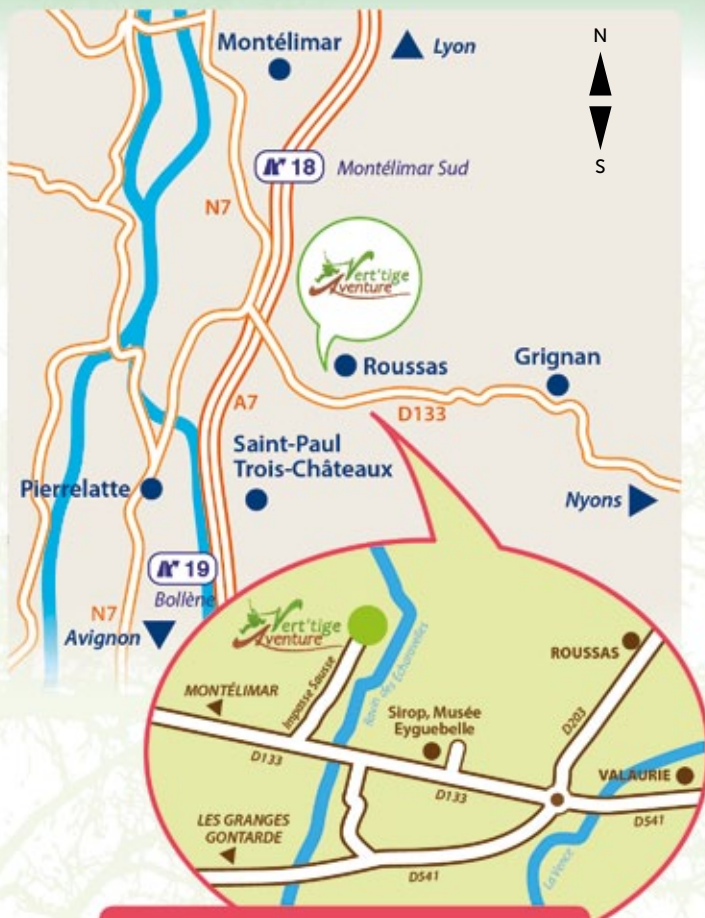 Montélimar
Lyon
N
S
18
Montélimar Sud
N7
Vert'tige
Aventure
Roussas
Grignan
A7
D133
Saint-Paul
Trois-Châteaux
Pierrelatte
Nyons
19
Bollène
N7
Avignon
Vert'tige
Aventure
Impasse Sausse
Ravin des Echaravelles
MONTÉLIMAR
ROUSSAS
Sirop, Musée
Eyguebelle
D203
D133
D133
VALAURIE
D541
LES GRANGES
GONTARDE
D541
La Vence